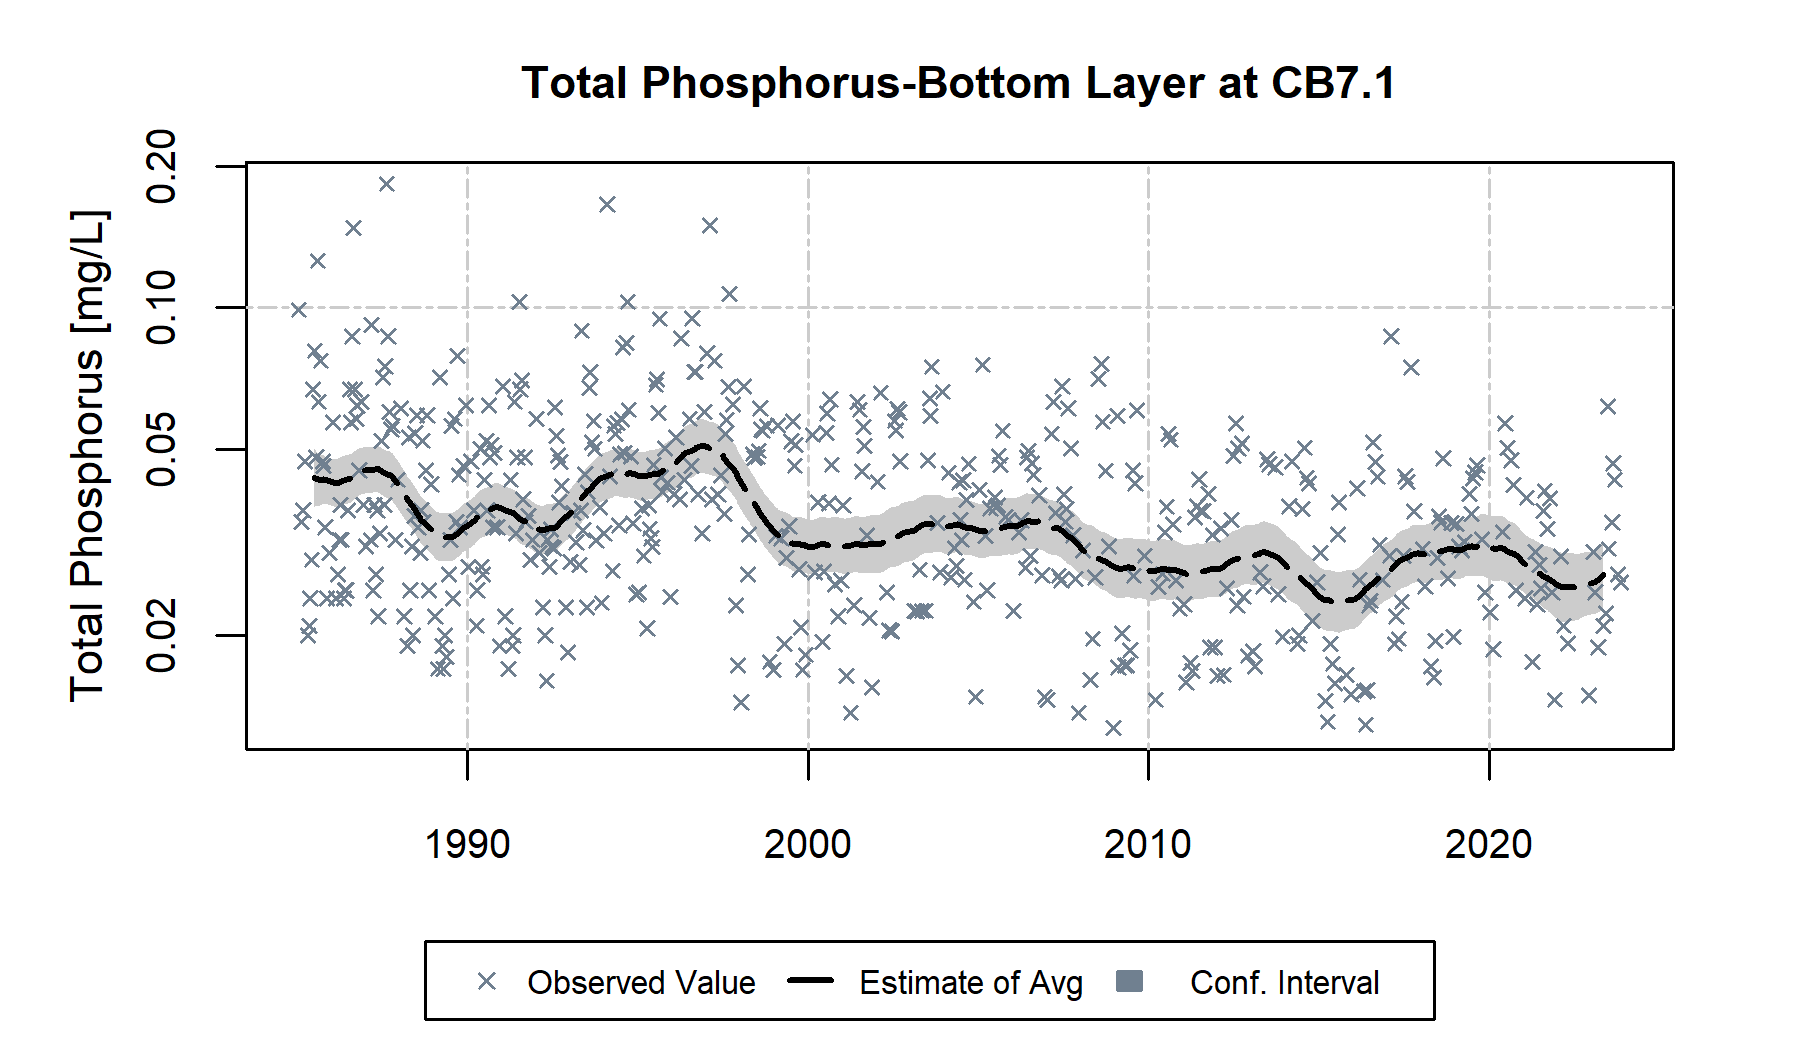 Total Phosphorus-Bottom Layer at CB7.1
Total Phosphorus [mg/L]
0.20
0.10
0.05
0.02
1990 2000 2010 2020
Observed Value Estimate of Avg Conf. Interval